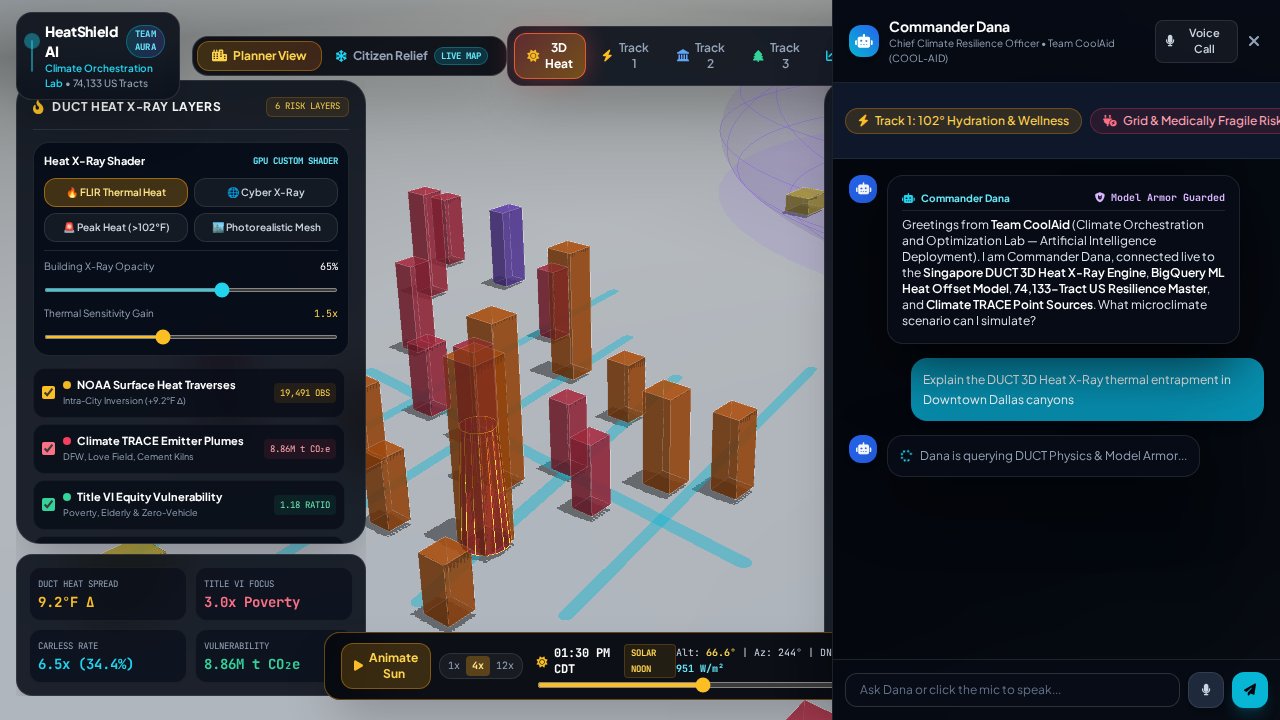 HeatShield AI
TEAM AURA
Climate Orchestration Lab • 74,133 US Tracts
Planner View
Citizen Relief
LIVE MAP
3D Heat
Track 1
Track 2
Track 3
DUCT HEAT X-RAY LAYERS
6 RISK LAYERS
Heat X-Ray Shader
GPU CUSTOM SHADER
FLIR Thermal Heat
Cyber X-Ray
Peak Heat (>102°F)
Photorealistic Mesh
Building X-Ray Opacity
65%
Thermal Sensitivity Gain
1.5x
NOAA Surface Heat Traverses
Intra-City Inversion (+9.2°F Δ)
19,491 OBS
Climate TRACE Emitter Plumes
DFW, Love Field, Cement Kilns
8.86M t CO₂e
Title VI Equity Vulnerability
Poverty, Elderly & Zero-Vehicle
1.18 RATIO
DUCT HEAT SPREAD
9.2°F Δ
TITLE VI FOCUS
3.0x Poverty
CARLESS RATE
6.5x (34.4%)
VULNERABILITY
8.86M t CO₂e
Animate Sun
1x
4x
12x
01:30 PM CDT
SOLAR NOON
Alt: 66.6° | Az: 244° | DN
951 W/m²
Commander Dana
Chief Climate Resilience Officer • Team CoolAid
(COOL-AID)
Voice Call
Track 1: 102° Hydration & Wellness
Grid & Medically Fragile Risk
Commander Dana
Model Armor Guarded
Greetings from Team CoolAid (Climate Orchestration
and Optimization Lab — Artificial Intelligence
Deployment). I am Commander Dana, connected live to
the Singapore DUCT 3D Heat X-Ray Engine, BigQuery ML
Heat Offset Model, 74,133-Tract US Resilience Master,
and Climate TRACE Point Sources. What microclimate
scenario can I simulate?
Explain the DUCT 3D Heat X-Ray thermal entrapment in
Downtown Dallas canyons
Dana is querying DUCT Physics & Model Armor...
Ask Dana or click the mic to speak...